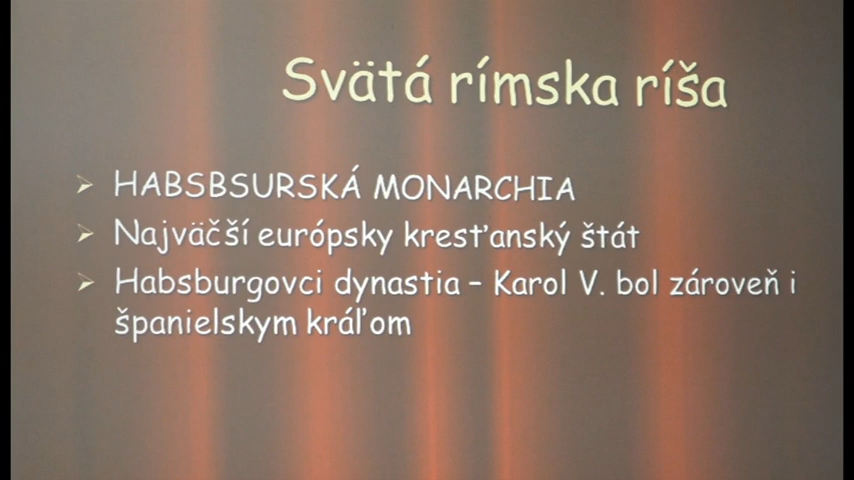 Svätá rímska ríša
➢ HABSBSURSKÁ MONARCHIA
➢ Najväčší európsky kresťanský štát
➢ Habsburgovci dynastia – Karol V. bol zároveň i
španielskym kráľom